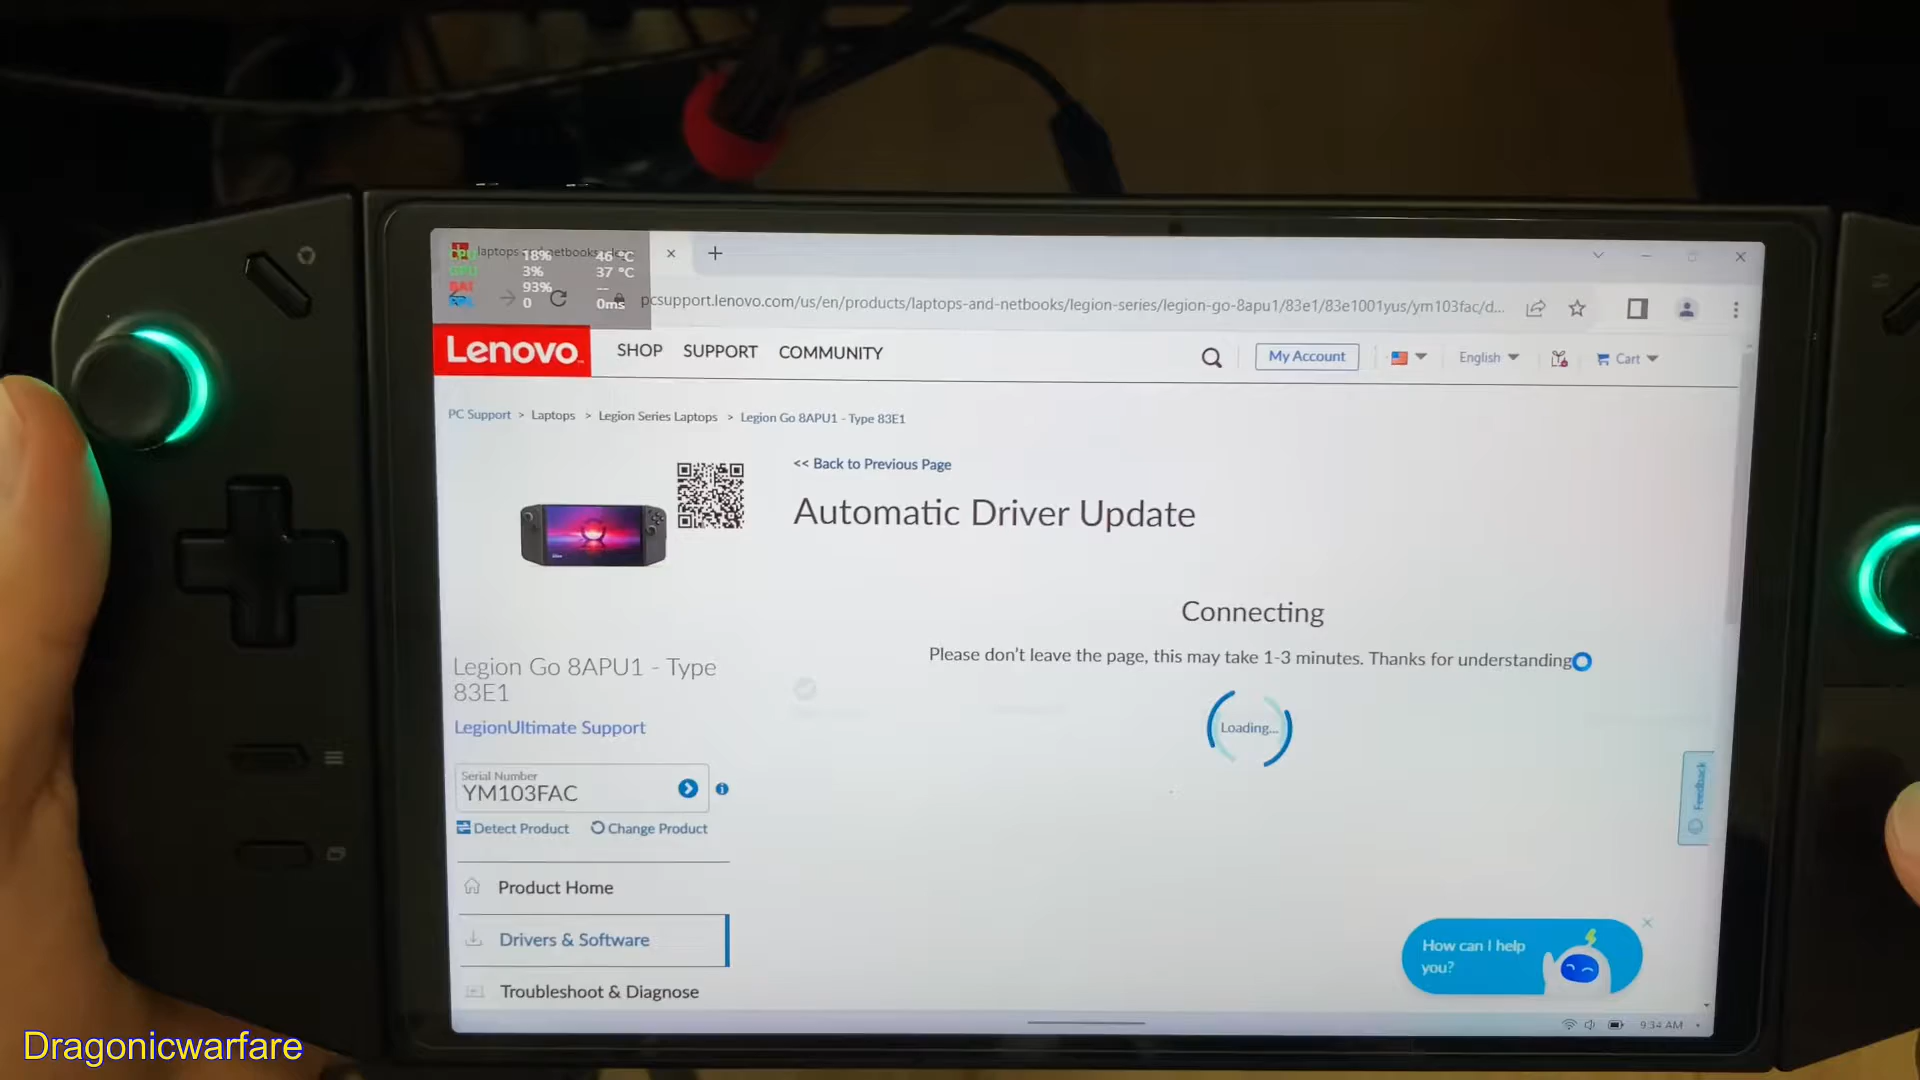 laptops and netbooks
18% 46 °C
GPU 3% 37 °C
BAT 93% --
0 0ms
pcsupport.lenovo.com/us/en/products/laptops-and-netbooks/legion-series/legion-go-8apu1/83e1/83e1001yus/ym103fac/d...
Lenovo
SHOP SUPPORT COMMUNITY
My Account
English
Cart
PC Support > Laptops > Legion Series Laptops > Legion Go 8APU1 - Type 83E1
<< Back to Previous Page
Automatic Driver Update
Connecting
Please don't leave the page, this may take 1-3 minutes. Thanks for understanding
Loading...
Legion Go 8APU1 - Type
83E1
LegionUltimate Support
Serial Number
YM103FAC
Detect Product Change Product
Product Home
Drivers & Software
Troubleshoot & Diagnose
Feedback
How can I help
you?
9:34 AM
Dragonicwarfare